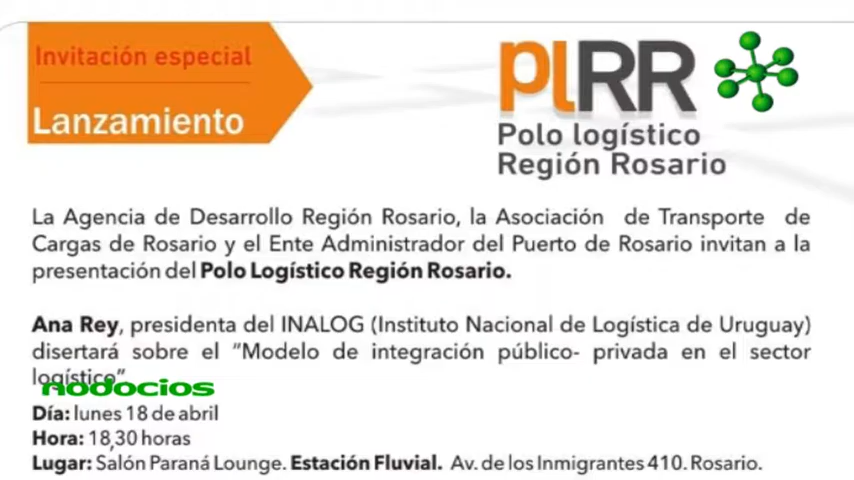 Invitación especial
Lanzamiento
plRR
Polo logístico
Región Rosario
La Agencia de Desarrollo Región Rosario, la Asociación de Transporte de
Cargas de Rosario y el Ente Administrador del Puerto de Rosario invitan a la
presentación del Polo Logístico Región Rosario.
Ana Rey, presidenta del INALOG (Instituto Nacional de Logística de Uruguay)
disertará sobre el “Modelo de integración público- privada en el sector
logístico”
nodocios
Día: lunes 18 de abril
Hora: 18,30 horas
Lugar: Salón Paraná Lounge. Estación Fluvial. Av. de los Inmigrantes 410. Rosario.